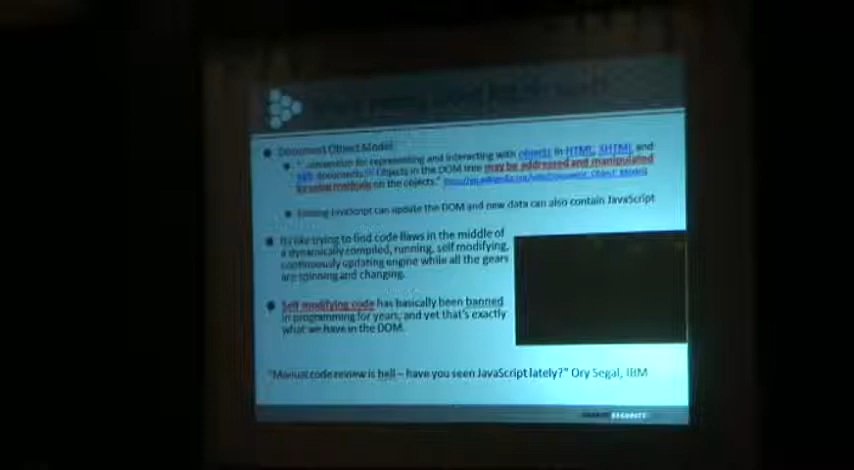 Document Object Model
"...convention for representing and interacting with objects in HTML, XHTML and
XML documents.[1] Objects in the DOM tree may be addressed and manipulated
by using methods on the objects."
Existing JavaScript can update the DOM and new data can also contain JavaScript
It's like trying to find code flaws in the middle of
a dynamically compiled, running, self modifying,
continuously updating engine while all the gears
are spinning and changing.
Self modifying code has basically been banned
in programming for years, and yet that's exactly
what we have in the DOM.
"Manual code review is hell – have you seen JavaScript lately?" Ory Segal, IBM
SECURITY